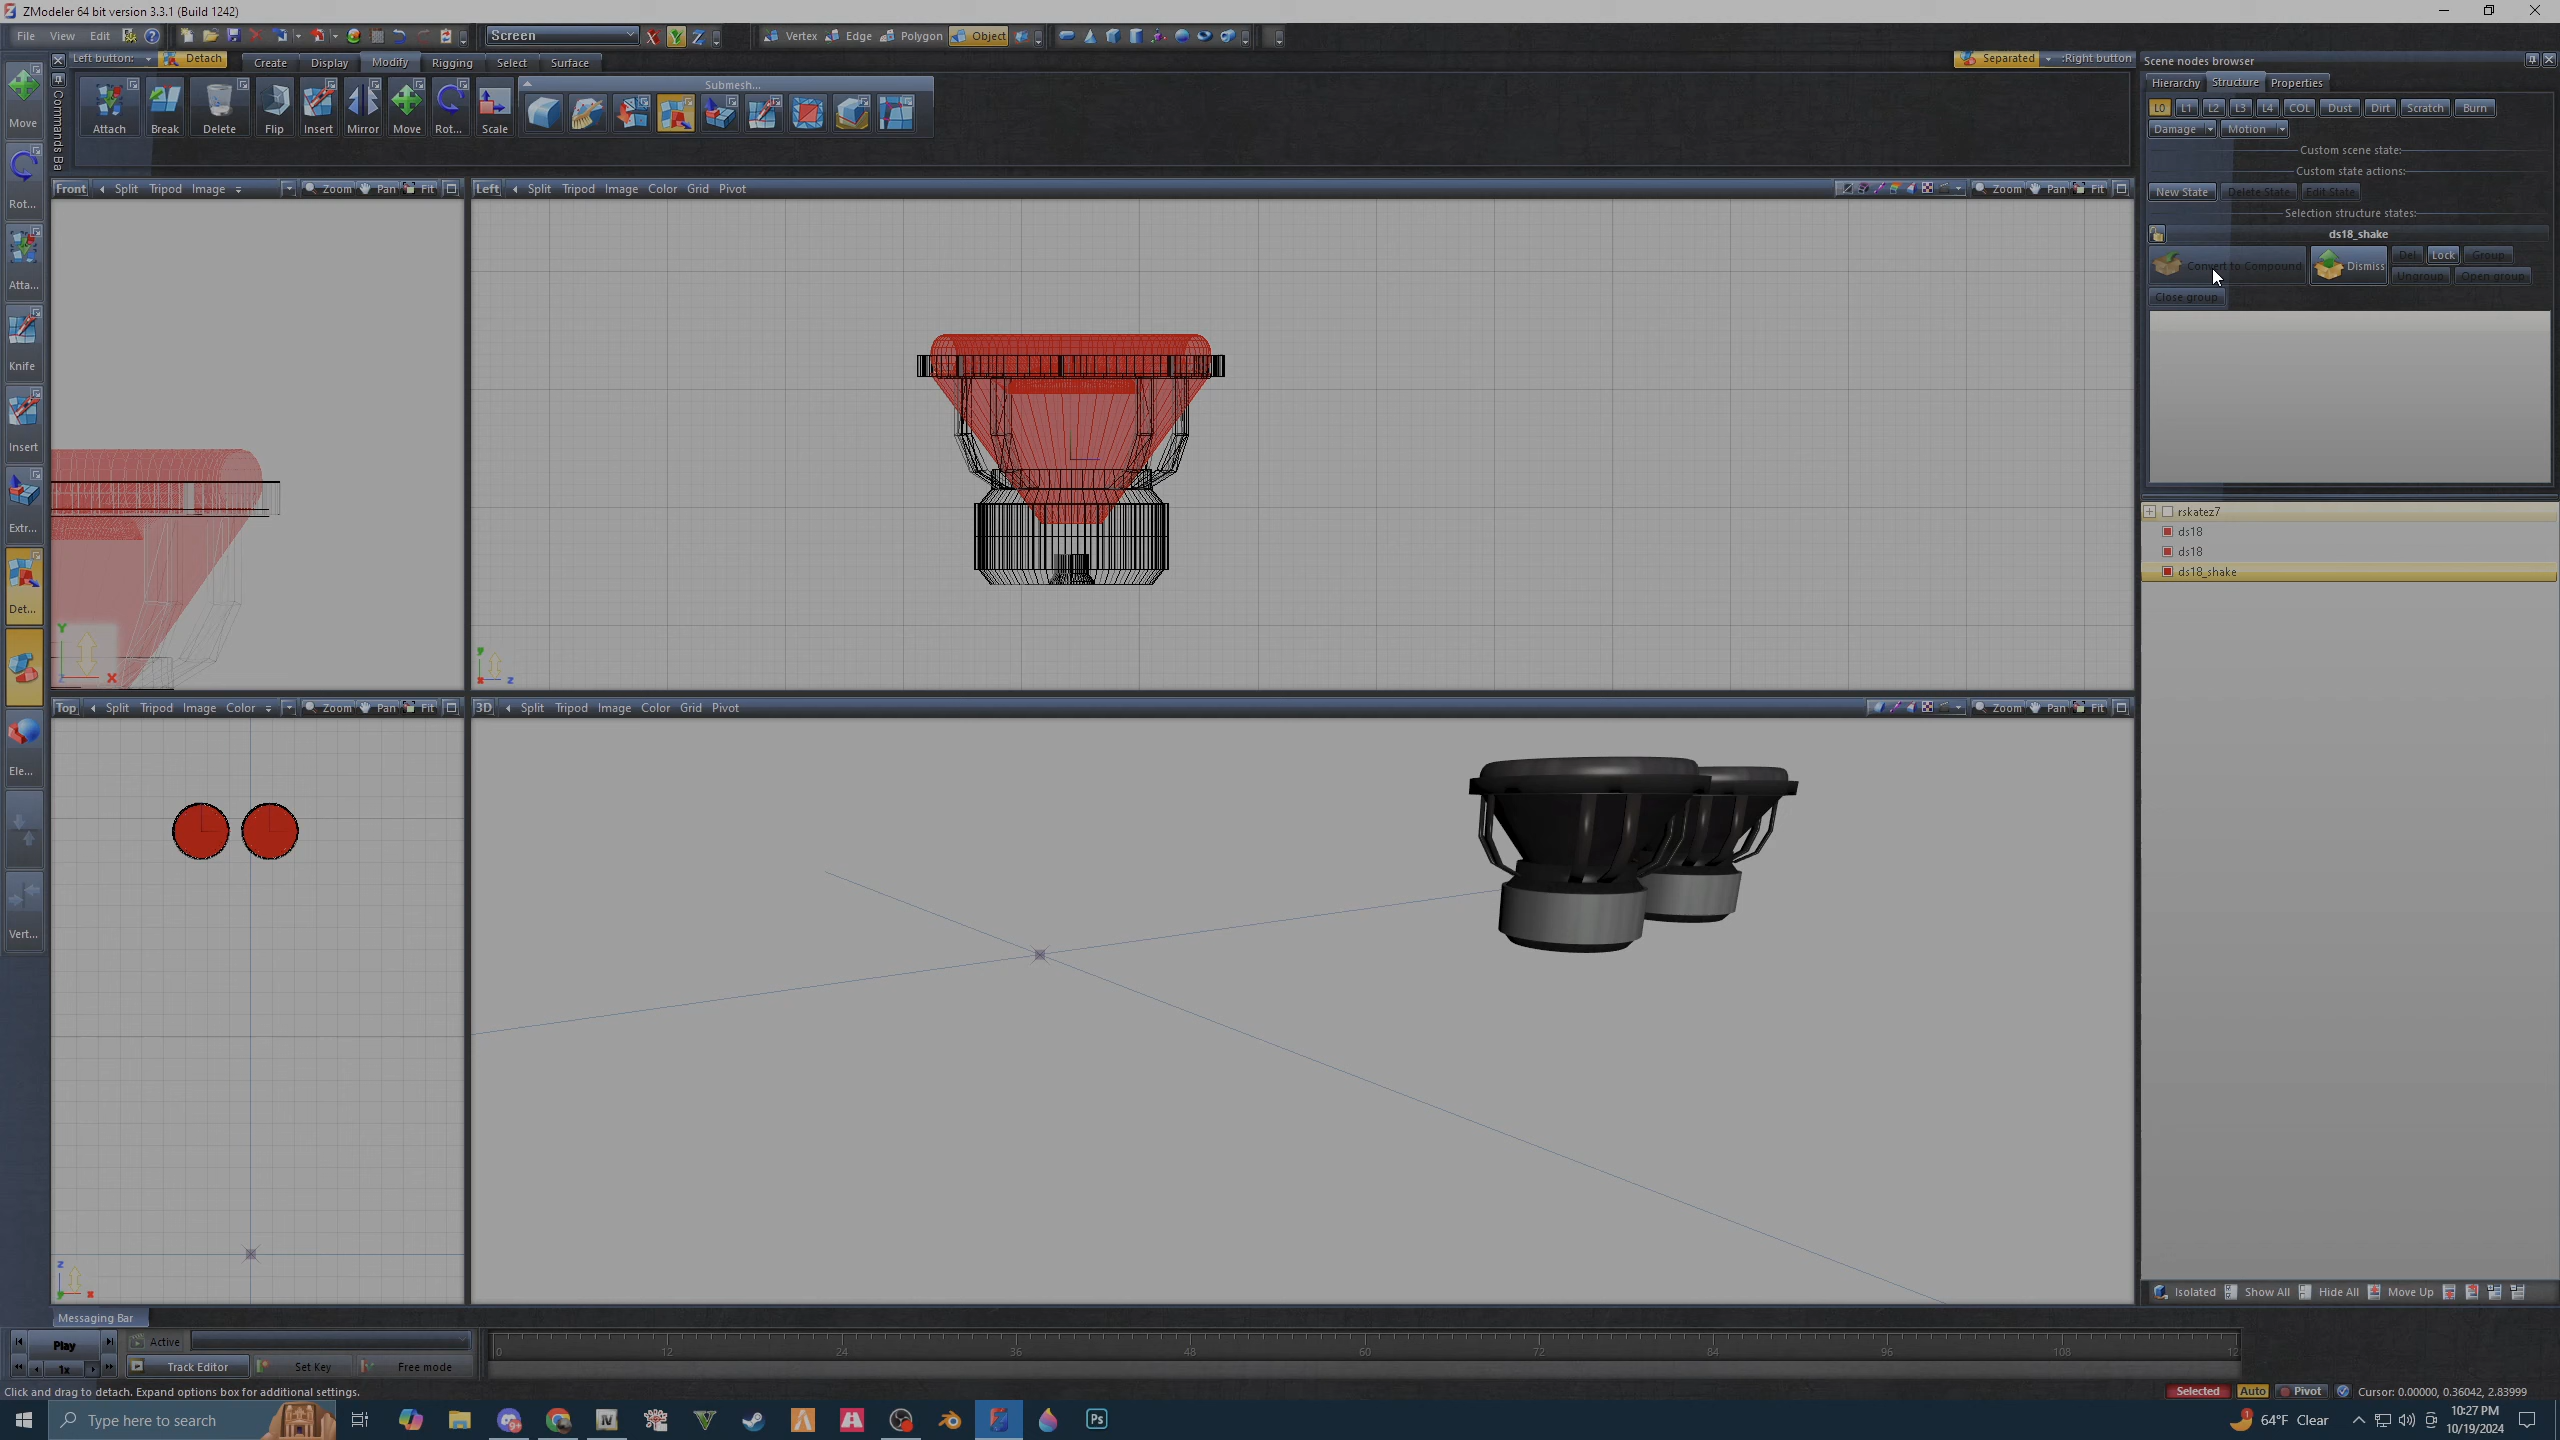 ZModeler 64 bit version 3.3.1 (Build 1242)
File View Edit Screen X Y Z Vertex Edge Polygon Object
Left button: Detach Create Display Modify Rigging Select Surface Separated :Right button
Commands Ba
Submesh...
Attach Break Delete Flip Insert Mirror Move Rot... Scale
Move
Rot...
Atta...
Knife
Insert
Extr...
Det...
Ele...
Vert...
Front Split Tripod Image Zoom Pan Fit
Left Split Tripod Image Color Grid Pivot Zoom Pan Fit
Top Split Tripod Image Color Zoom Pan Fit
3D Split Tripod Image Color Grid Pivot Zoom Pan Fit
Scene nodes browser
Hierarchy Structure Properties
L0 L1 L2 L3 L4 COL Dust Dirt Scratch Burn
Damage Motion
Custom scene state:
Custom state actions:
New State Delete State Edit State
Selection structure states:
ds18_shake
Convert to Compound Dismiss Del Lock Group
Ungroup Open group
Close group
rskatez7
ds18
ds18
ds18_shake
Isolated Show All Hide All Move Up
Messaging Bar
Play Active
1x Track Editor Set Key Free mode
0 12 24 36 48 60 72 84 96 108 12
Click and drag to detach. Expand options box for additional settings.
Selected Auto Pivot Cursor: 0.00000, 0.36042, 2.83999
Type here to search
64°F Clear
10:27 PM
10/19/2024